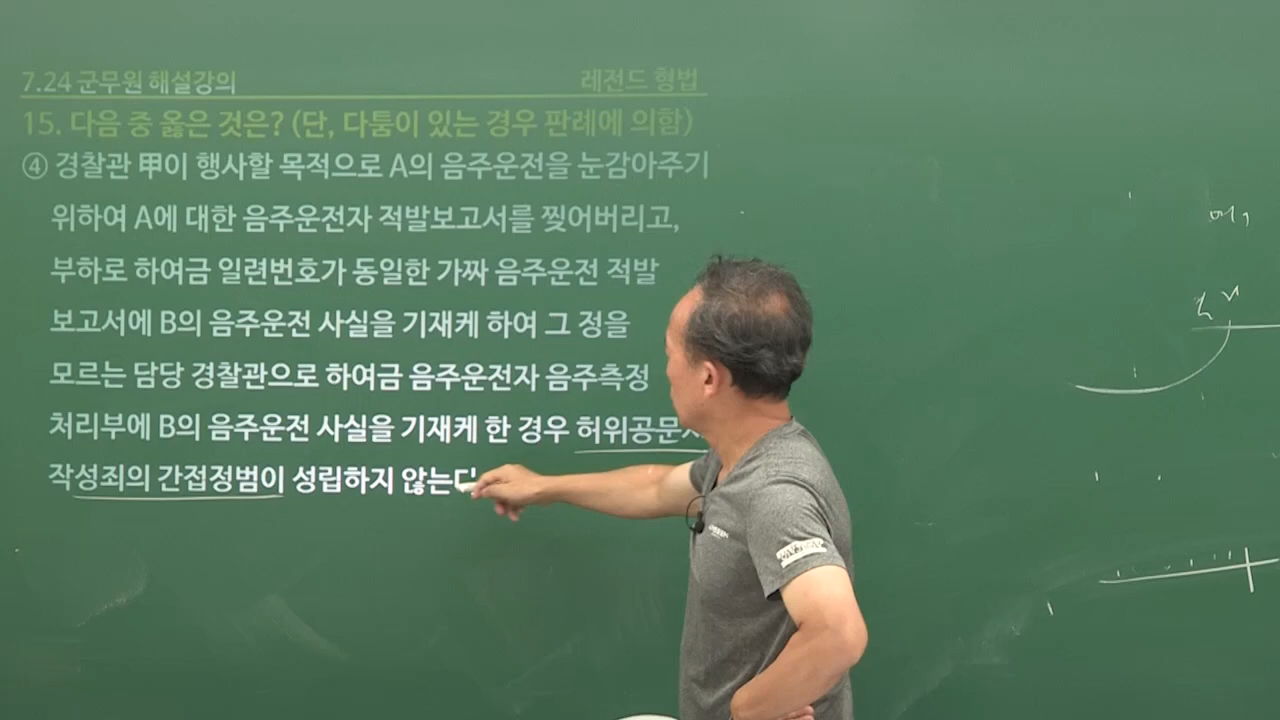 7.24 군무원 해설강의
레전드 형법
15. 다음 중 옳은 것은? (단, 다툼이 있는 경우 판례에 의함)
④ 경찰관 甲이 행사할 목적으로 A의 음주운전을 눈감아주기
위하여 A에 대한 음주운전자 적발보고서를 찢어버리고,
부하로 하여금 일련번호가 동일한 가짜 음주운전 적발
보고서에 B의 음주운전 사실을 기재케 하여 그 정을
모르는 담당 경찰관으로 하여금 음주운전자 음주측정
처리부에 B의 음주운전 사실을 기재케 한 경우 허위공문서
작성죄의 간접정범이 성립하지 않는다